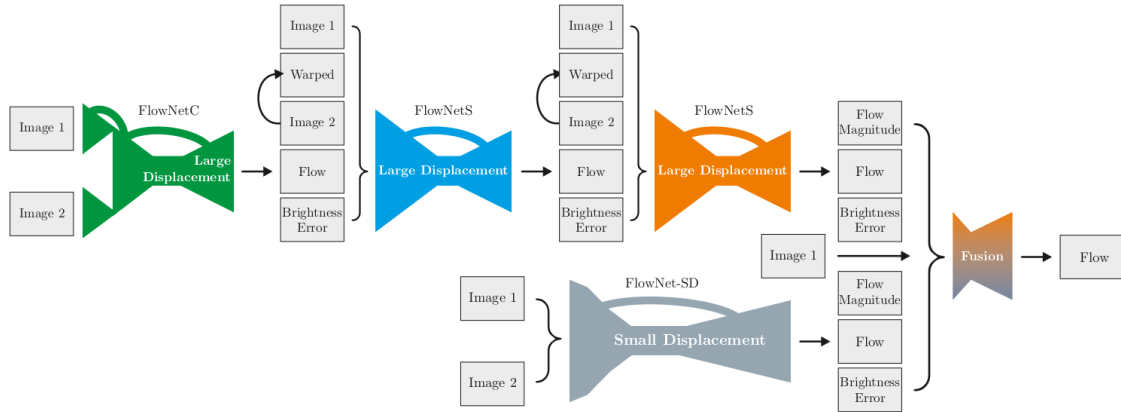 Image 1
Image 2
FlowNetC
Large
Displacement
Image 1
Warped
Image 2
Flow
Brightness
Error
FlowNetS
Large Displacement
Image 1
Warped
Image 2
Flow
Brightness
Error
FlowNetS
Large Displacement
Flow
Magnitude
Flow
Brightness
Error
Image 1
Image 1
Image 2
FlowNet-SD
Small Displacement
Flow
Magnitude
Flow
Brightness
Error
Fusion
Flow